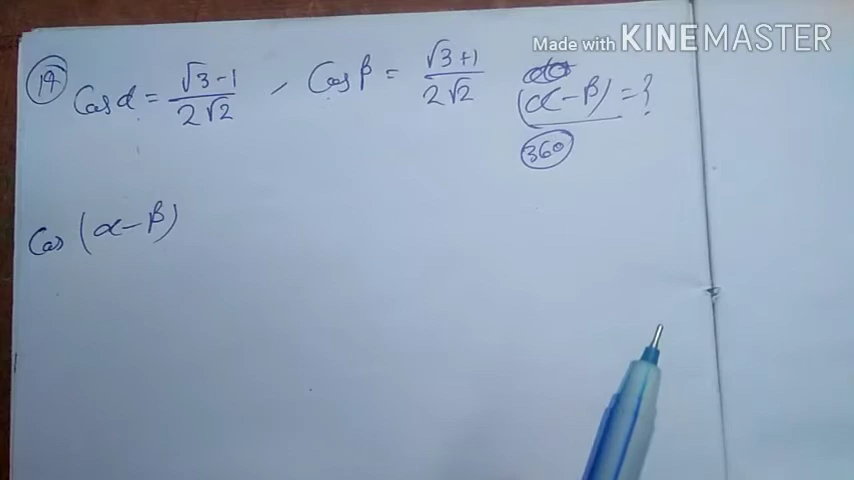 Made with KINEMASTER
(19) Cos α = (√3 - 1)/(2√2) , Cos β = (√3 + 1)/(2√2) (α - β) = ?
360
Cos (α - β)